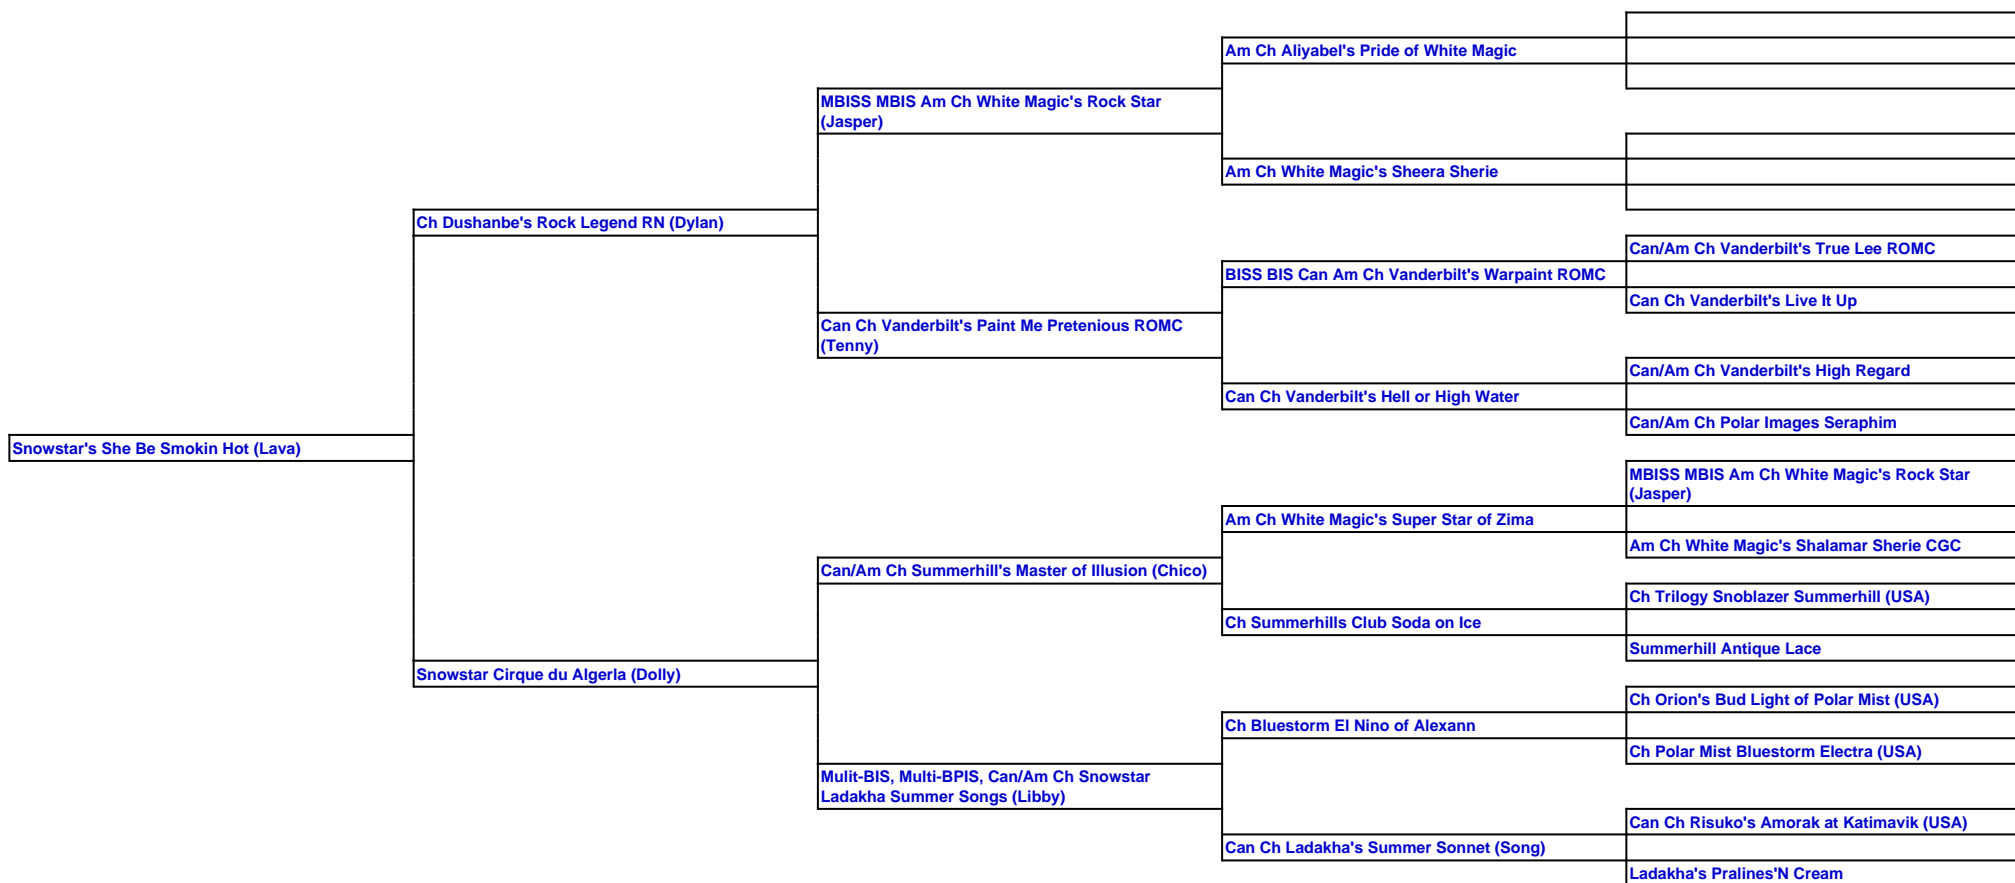 Am Ch Aliyabel's Pride of White Magic
MBISS MBIS Am Ch White Magic's Rock Star
(Jasper)
Am Ch White Magic's Sheera Sherie
Ch Dushanbe's Rock Legend RN (Dylan)
Can/Am Ch Vanderbilt's True Lee ROMC
BISS BIS Can Am Ch Vanderbilt's Warpaint ROMC
Can Ch Vanderbilt's Live It Up
Can Ch Vanderbilt's Paint Me Pretenious ROMC
(Tenny)
Can/Am Ch Vanderbilt's High Regard
Can Ch Vanderbilt's Hell or High Water
Can/Am Ch Polar Images Seraphim
Snowstar's She Be Smokin Hot (Lava)
MBISS MBIS Am Ch White Magic's Rock Star
(Jasper)
Am Ch White Magic's Super Star of Zima
Am Ch White Magic's Shalamar Sherie CGC
Can/Am Ch Summerhill's Master of Illusion (Chico)
Ch Trilogy Snoblazer Summerhill (USA)
Ch Summerhills Club Soda on Ice
Summerhill Antique Lace
Snowstar Cirque du Algerla (Dolly)
Ch Orion's Bud Light of Polar Mist (USA)
Ch Bluestorm El Nino of Alexann
Ch Polar Mist Bluestorm Electra (USA)
Mulit-BIS, Multi-BPIS, Can/Am Ch Snowstar
Ladakha Summer Songs (Libby)
Can Ch Risuko's Amorak at Katimavik (USA)
Can Ch Ladakha's Summer Sonnet (Song)
Ladakha's Pralines'N Cream